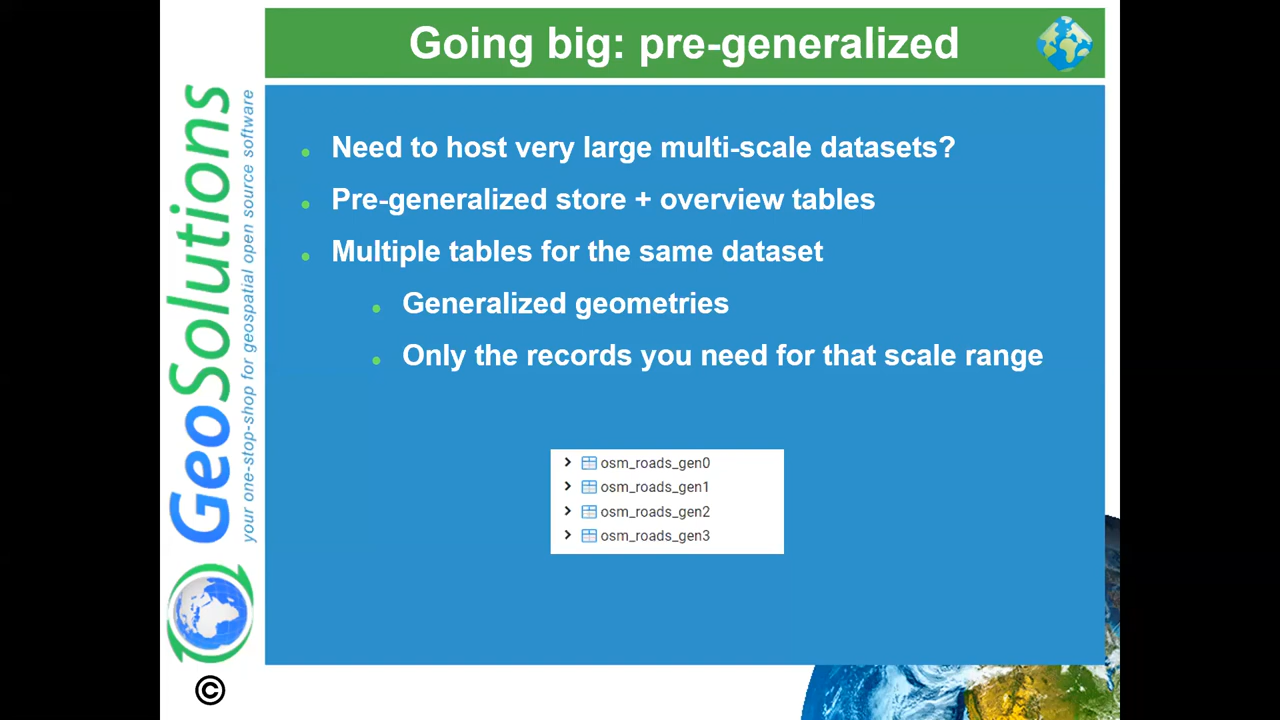 Going big: pre-generalized
Need to host very large multi-scale datasets?
Pre-generalized store + overview tables
Multiple tables for the same dataset
Generalized geometries
Only the records you need for that scale range
osm_roads_gen0
osm_roads_gen1
osm_roads_gen2
osm_roads_gen3
GeoSolutions
your one-stop-shop for geospatial open source software
©